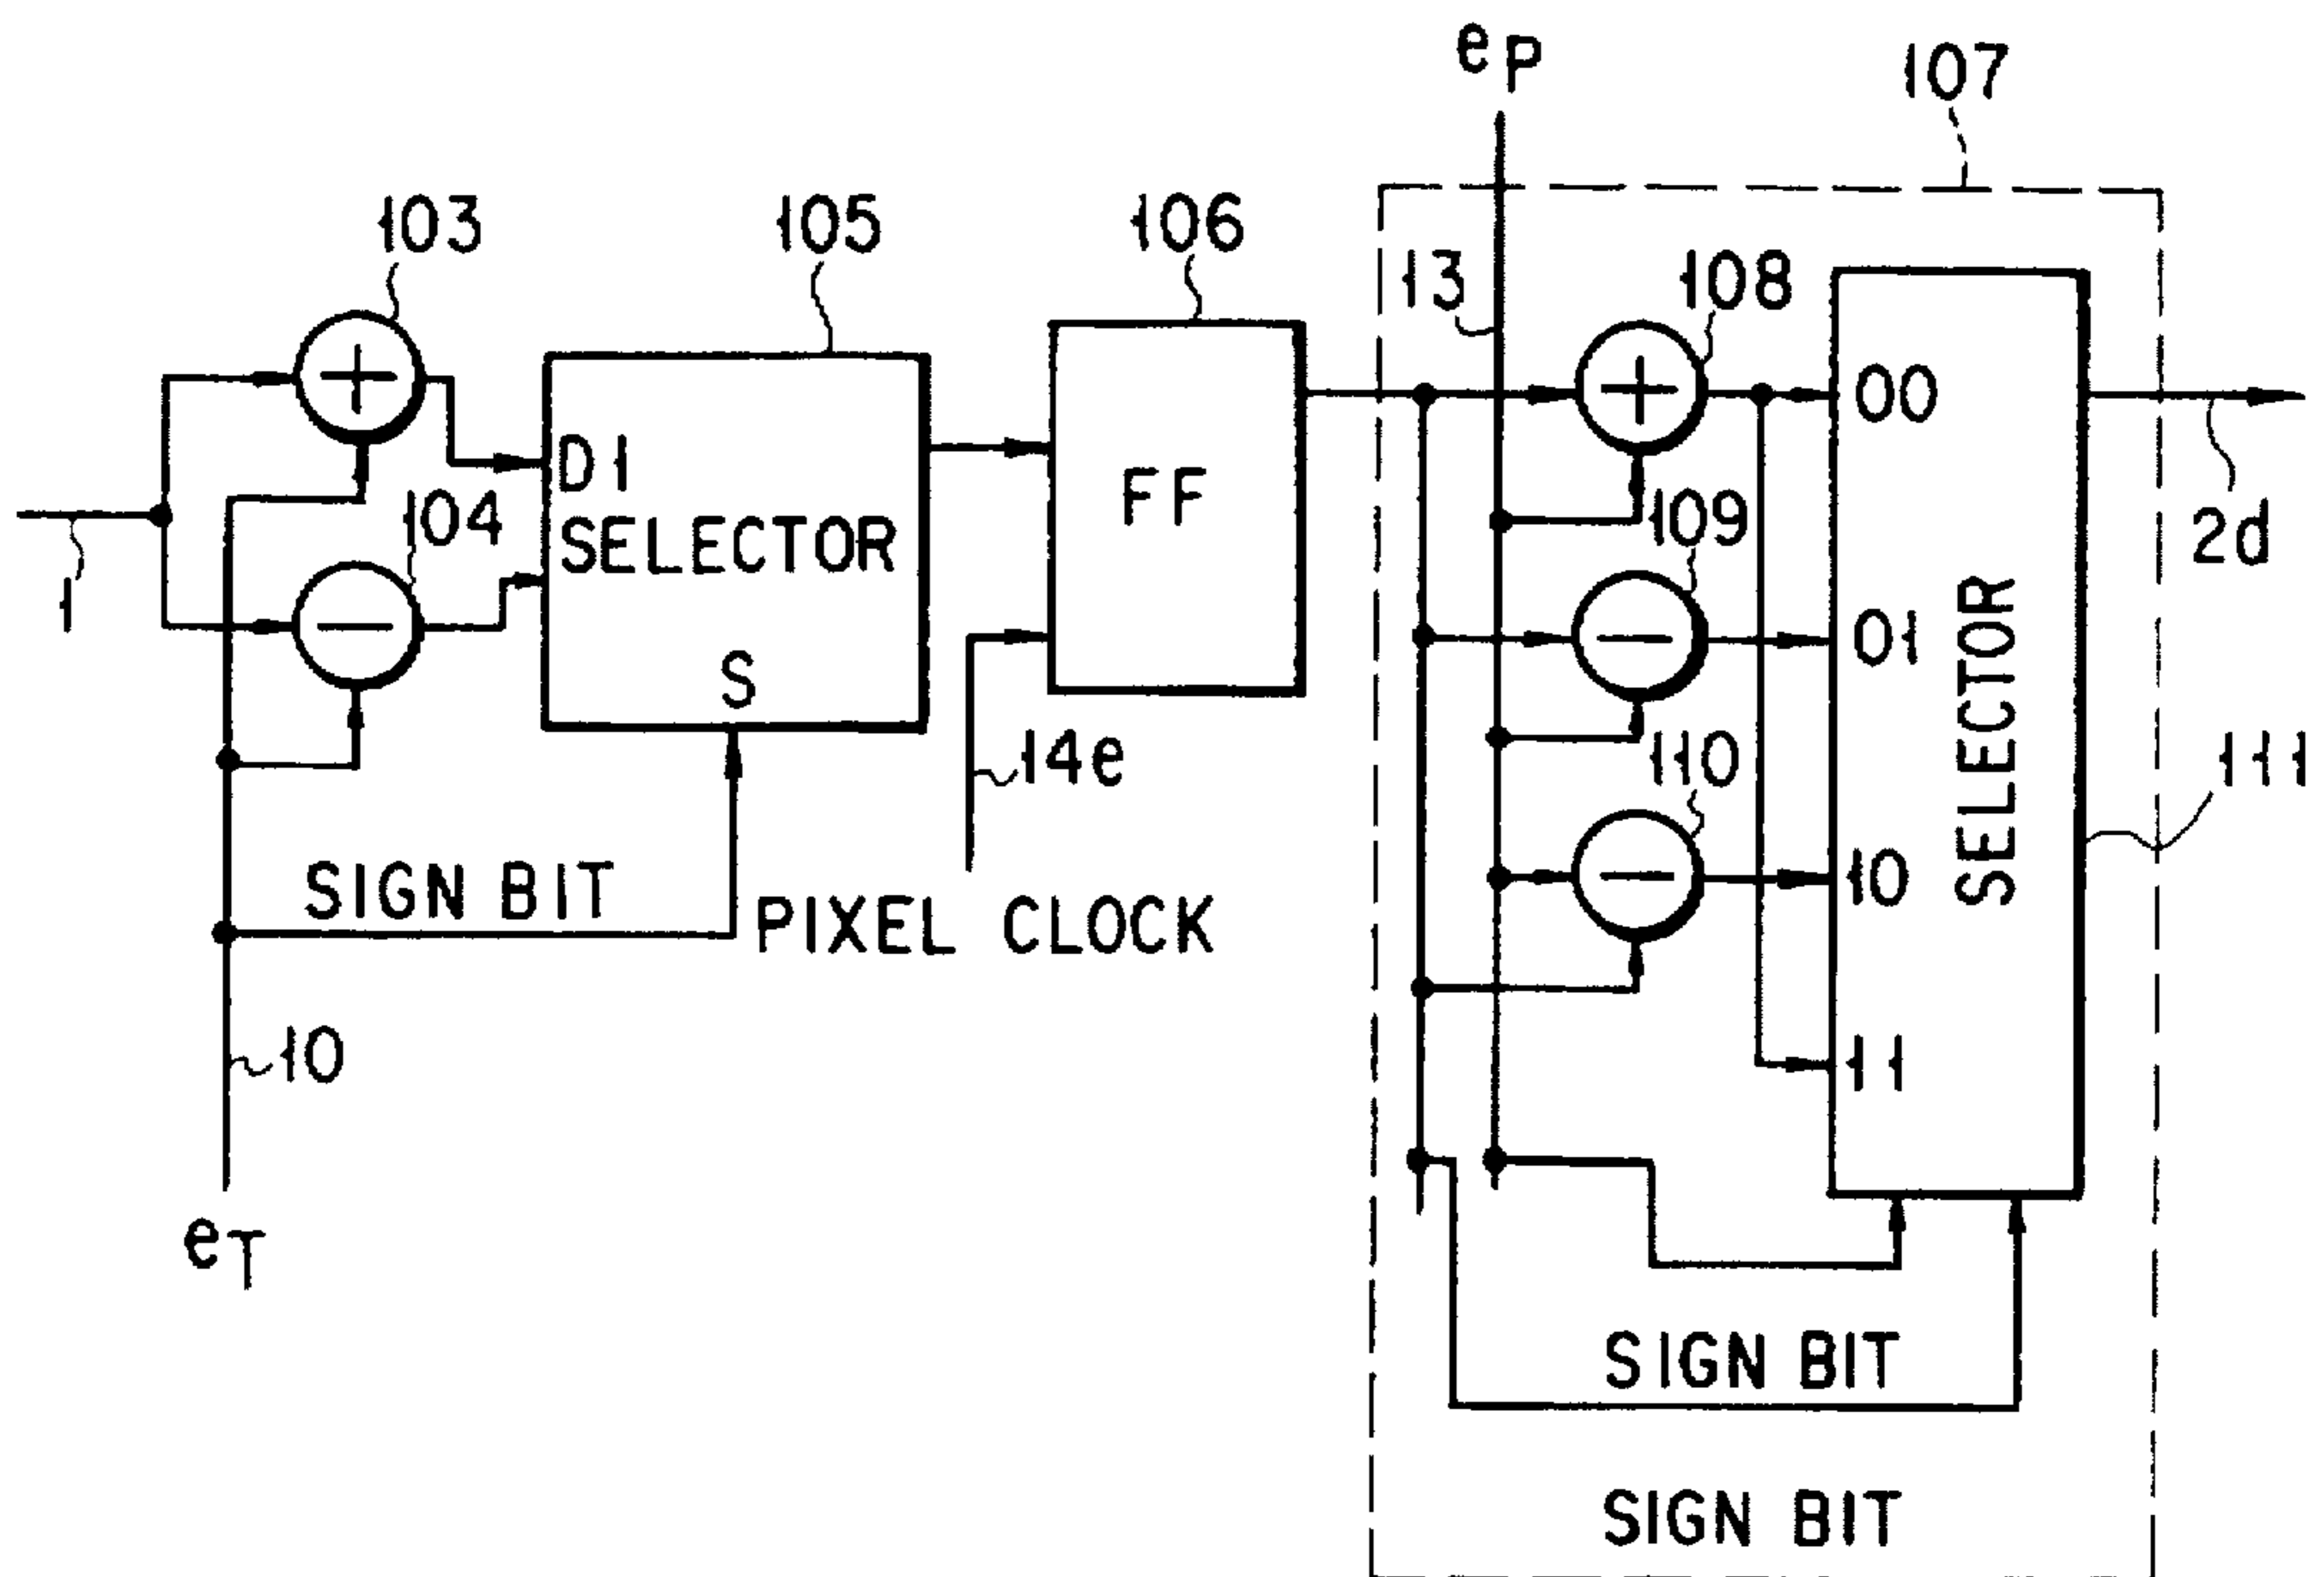 eP
107
103
105
106
13
108
00
D1
SELECTOR
104
FF
109
2d
1
01
SELECTOR
S
14e
110
111
SIGN BIT
PIXEL CLOCK
10
10
11
eT
SIGN BIT
SIGN BIT